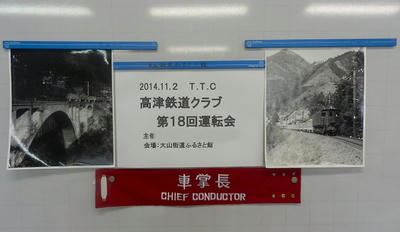 2014.11.2 T.T.C
高津鉄道クラブ
第18回運転会
主催
会場:大山街道ふるさと館
車掌長
CHIEF CONDUCTOR